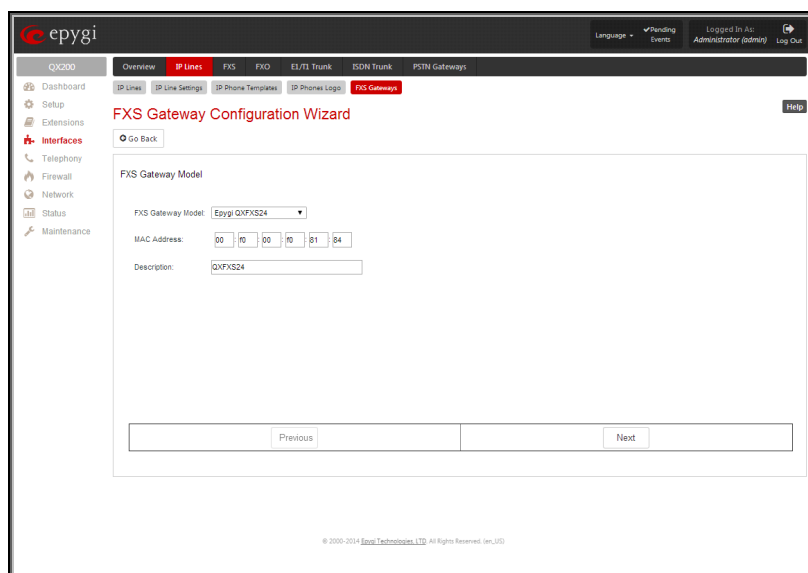 epygi
Language
Pending Events
Logged In As:
Administrator (admin)
Log Out
QX200
Overview IP Lines FXS FXO E1/T1 Trunk ISDN Trunk PSTN Gateways
Dashboard
Setup
Extensions
Interfaces
Telephony
Firewall
Network
Status
Maintenance
IP Lines IP Line Settings IP Phone Templates IP Phones Logo FXS Gateways
FXS Gateway Configuration Wizard
Help
Go Back
FXS Gateway Model
FXS Gateway Model: Epygi QXFXS24
MAC Address: 00 : f0 : 00 : f0 : 81 : 84
Description: QXFXS24
Previous
Next
© 2000-2014 Epygi Technologies, LTD. All Rights Reserved. (en_US)